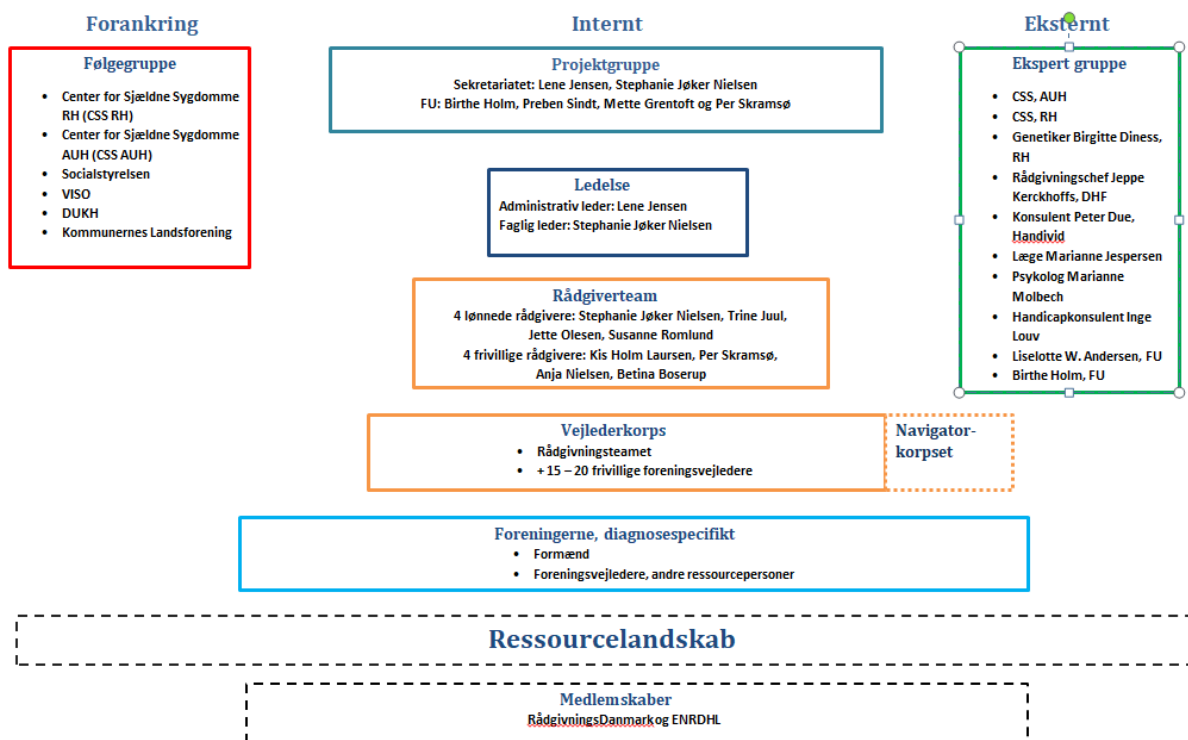 Forankring
Internt
Eksternt
Følgegruppe
• Center for Sjældne Sygdomme
RH (CSS RH)
• Center for Sjældne Sygdomme
AUH (CSS AUH)
• Socialstyrelsen
• VISO
• DUKH
• Kommunernes Landsforening
Projektgruppe
Sekretariatet: Lene Jensen, Stephanie Jøker Nielsen
FU: Birthe Holm, Preben Sindt, Mette Grentoft og Per Skramsø
Ledelse
Administrativ leder: Lene Jensen
Faglig leder: Stephanie Jøker Nielsen
Rådgiverteam
4 lønnede rådgivere: Stephanie Jøker Nielsen, Trine Juul,
Jette Olesen, Susanne Romlund
4 frivillige rådgivere: Kis Holm Laursen, Per Skramsø,
Anja Nielsen, Betina Boserup
Vejlederkorps
• Rådgivningsteamet
• + 15 – 20 frivillige foreningsvejledere
Navigator-
korpset
Ekspert gruppe
• CSS, AUH
• CSS, RH
• Genetiker Birgitte Diness,
RH
• Rådgivningschef Jeppe
Kerckhoffs, DHF
• Konsulent Peter Due,
Handivid
• Læge Marianne Jespersen
• Psykolog Marianne
Molbech
• Handicapkonsulent Inge
Louv
• Liselotte W. Andersen, FU
• Birthe Holm, FU
Foreningerne, diagnosespecifikt
• Formænd
• Foreningsvejledere, andre ressourcepersoner
Ressourcelandskab
Medlemskaber
RådgivningsDanmark og ENRDHL